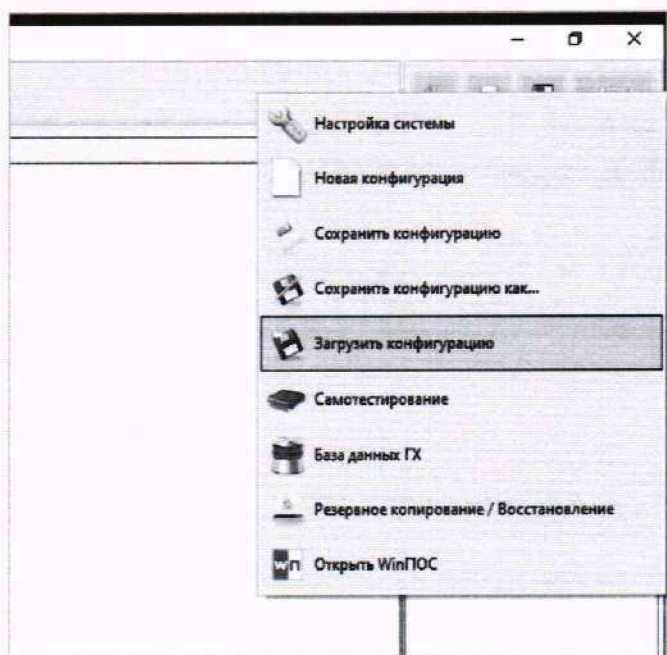 Настройка системы
Новая конфигурация
Сохранить конфигурацию
Сохранить конфигурацию как...
Загрузить конфигурацию
Самотестирование
База данных ГХ
Резервное копирование / Восстановление
wп Открыть WinПОС